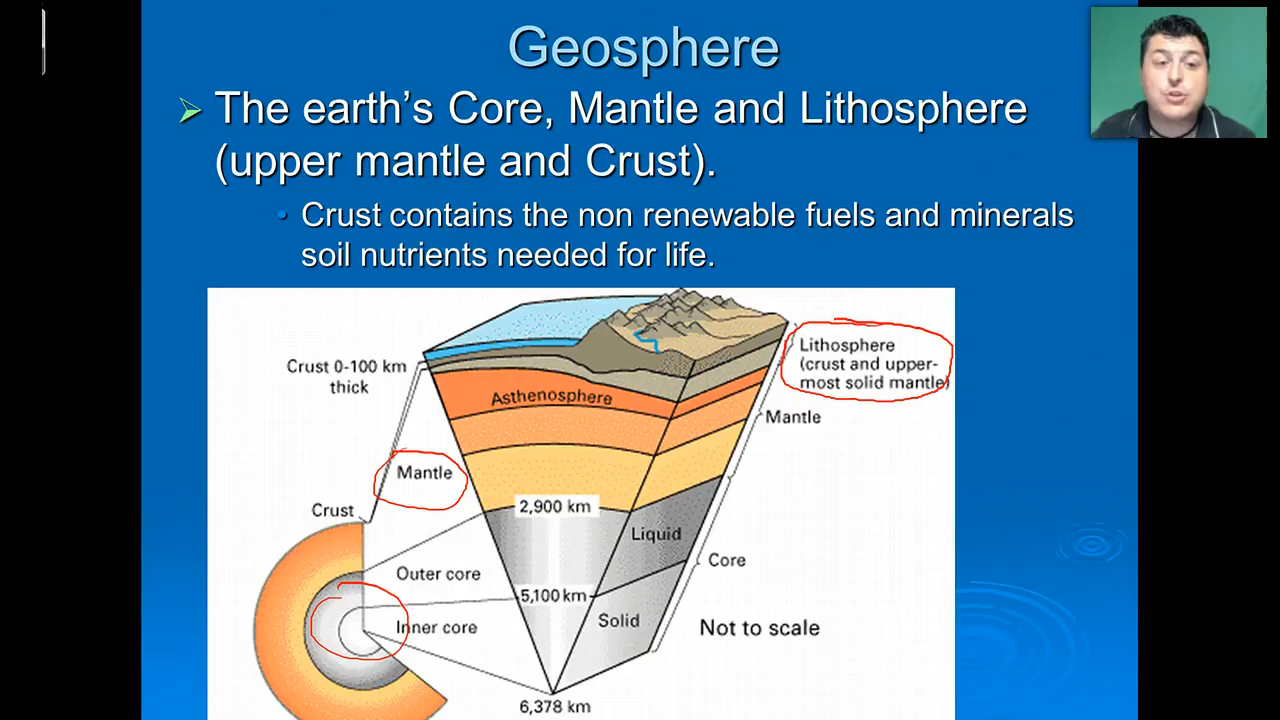 Geosphere
The earth's Core, Mantle and Lithosphere
(upper mantle and Crust).
Crust contains the non renewable fuels and minerals
soil nutrients needed for life.
Crust 0-100 km
thick
Asthenosphere
Lithosphere
(crust and upper-
most solid mantle)
Mantle
Mantle
Crust
2,900 km
Liquid
Outer core
Core
5,100 km
Inner core
Solid
Not to scale
6,378 km